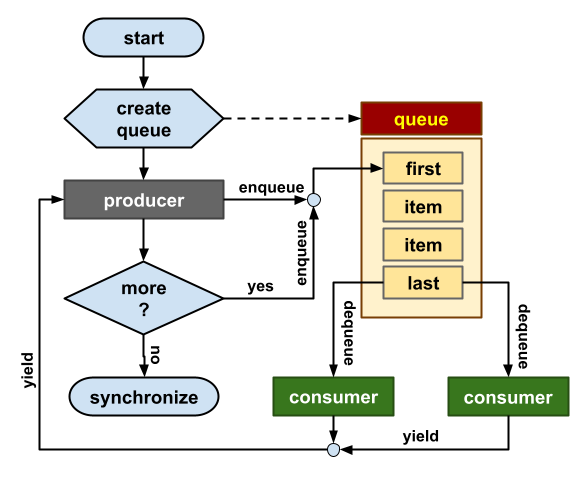 start
create
queue
queue
producer
enqueue
first
item
item
last
enqueue
more
?
yes
no
synchronize
dequeue
dequeue
consumer
consumer
yield
yield